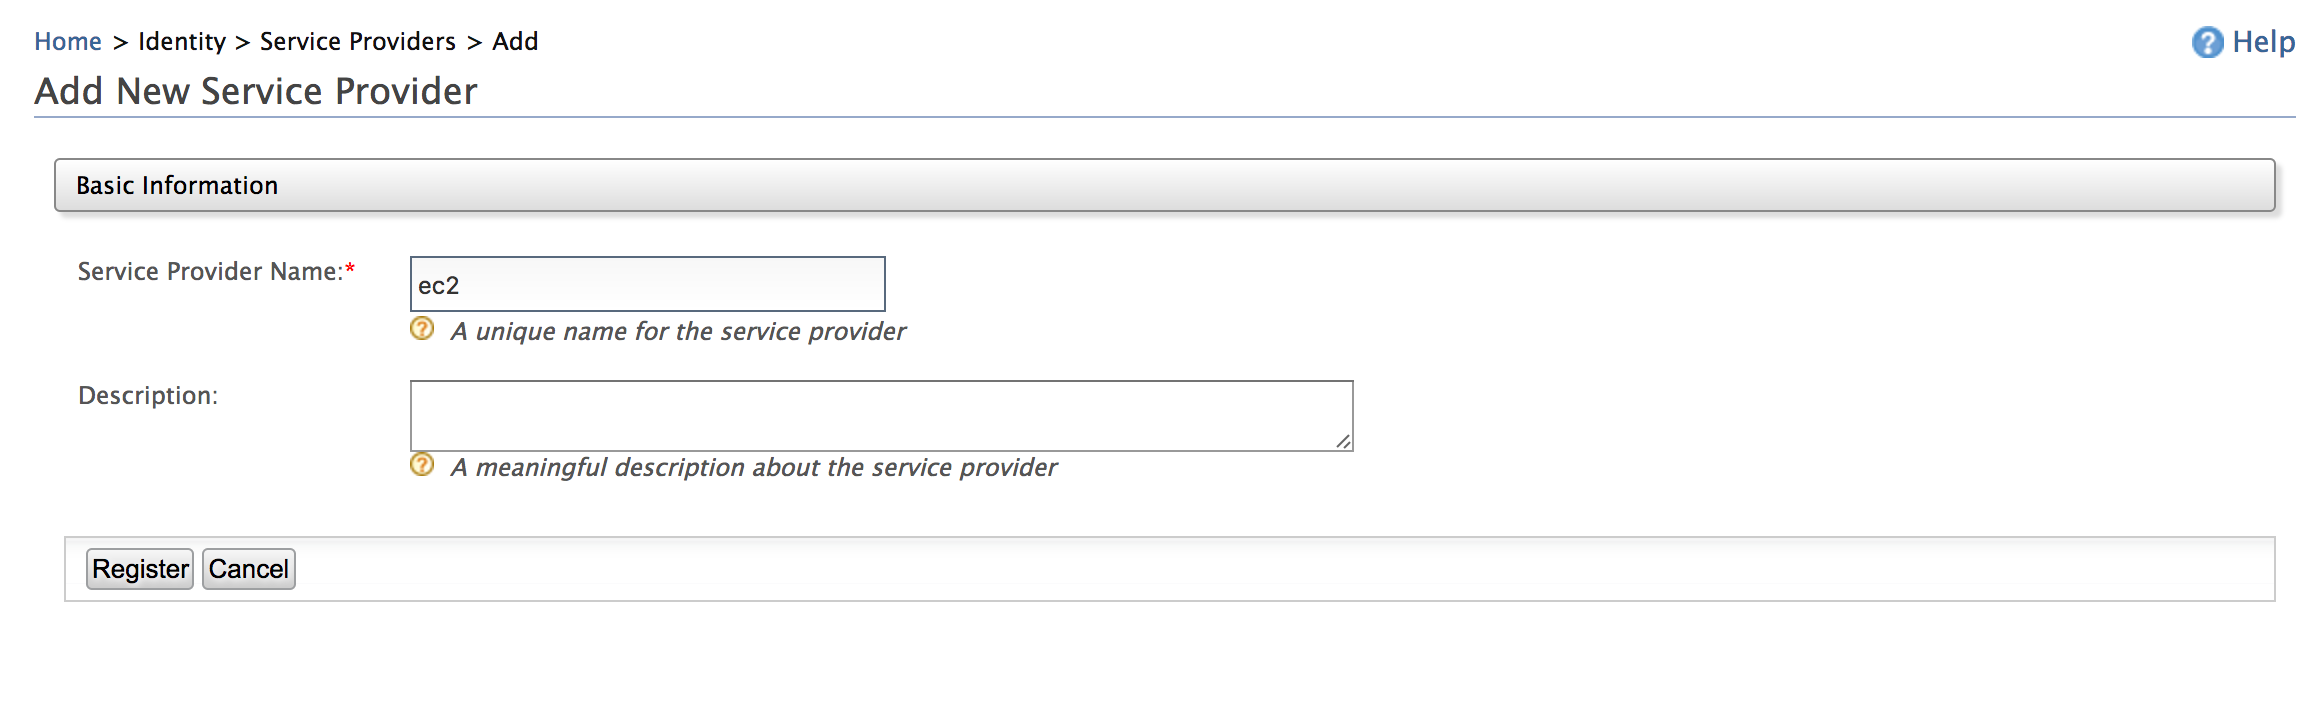 Home > Identity > Service Providers > Add
Help
Add New Service Provider
Basic Information
Service Provider Name:*
ec2
A unique name for the service provider
Description:
A meaningful description about the service provider
Register Cancel